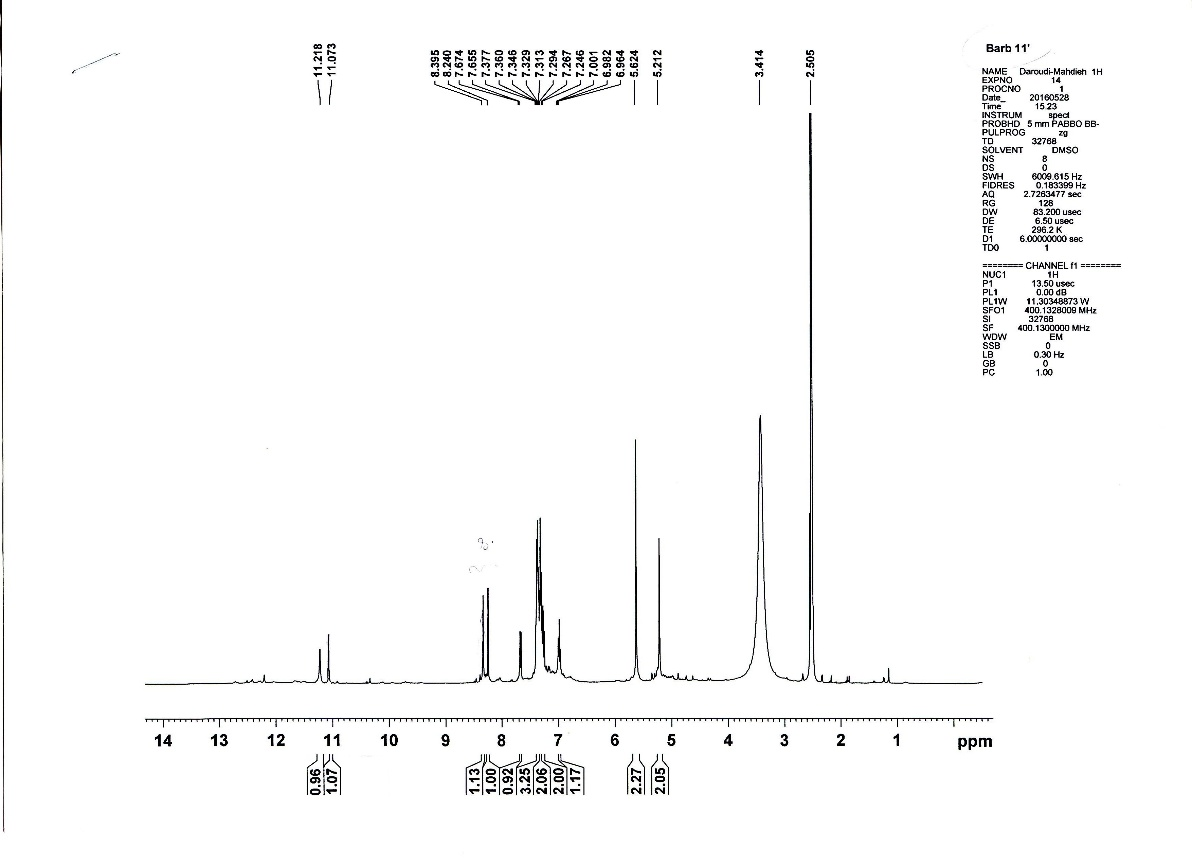 11.218
11.073
8.395
8.240
7.674
7.655
7.377
7.360
7.346
7.329
7.313
7.294
7.267
7.246
7.001
6.982
6.964
5.624
5.212
3.414
2.505
Barb 11'
NAME Daroudi-Mahdieh 1H
EXPNO 14
PROCNO 1
Date_ 20160528
Time 15.23
INSTRUM spect
PROBHD 5 mm PABBO BB-
PULPROG zg
TD 32768
SOLVENT DMSO
NS 8
DS 0
SWH 6009.615 Hz
FIDRES 0.183399 Hz
AQ 2.7263477 sec
RG 128
DW 83.200 usec
DE 6.50 usec
TE 296.2 K
D1 6.00000000 sec
TD0 1
======== CHANNEL f1 ========
NUC1 1H
P1 13.50 usec
PL1 0.00 dB
PL1W 11.30348873 W
SFO1 400.1328009 MHz
SI 32768
SF 400.1300000 MHz
WDW EM
SSB 0
LB 0.30 Hz
GB 0
PC 1.00
14 13 12 11 10 9 8 7 6 5 4 3 2 1 ppm
0.96
1.07
1.13
1.00
0.92
3.25
2.06
2.00
1.17
2.27
2.05